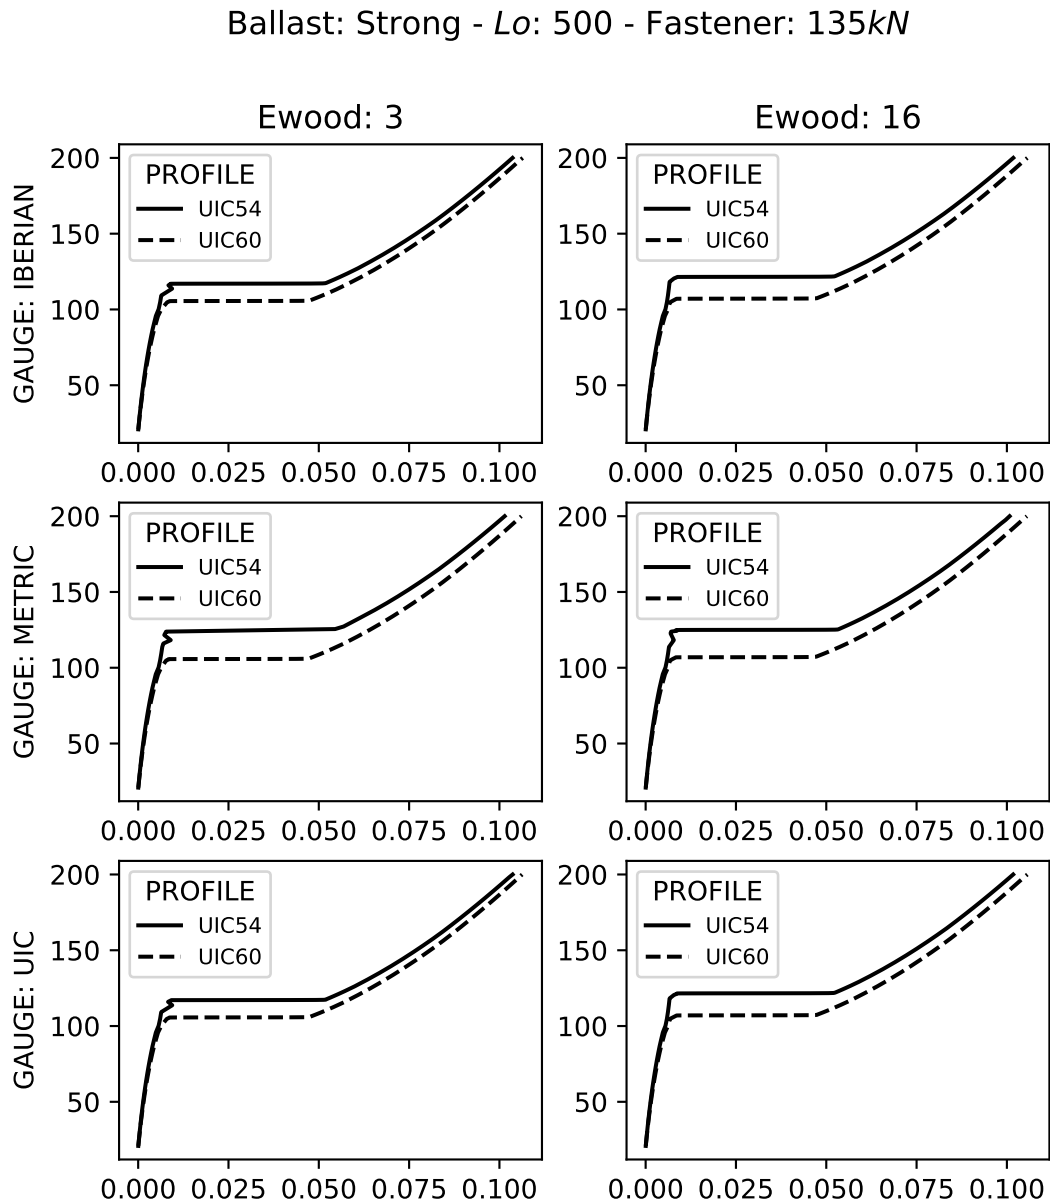 Ballast: Strong - Lo: 500 - Fastener: 135kN
Ewood: 3
Ewood: 16
GAUGE: IBERIAN
200
150
100
50
PROFILE
UIC54
UIC60
0.000 0.025 0.050 0.075 0.100
200
150
100
50
PROFILE
UIC54
UIC60
0.000 0.025 0.050 0.075 0.100
GAUGE: METRIC
200
150
100
50
PROFILE
UIC54
UIC60
0.000 0.025 0.050 0.075 0.100
200
150
100
50
PROFILE
UIC54
UIC60
0.000 0.025 0.050 0.075 0.100
GAUGE: UIC
200
150
100
50
PROFILE
UIC54
UIC60
0.000 0.025 0.050 0.075 0.100
200
150
100
50
PROFILE
UIC54
UIC60
0.000 0.025 0.050 0.075 0.100